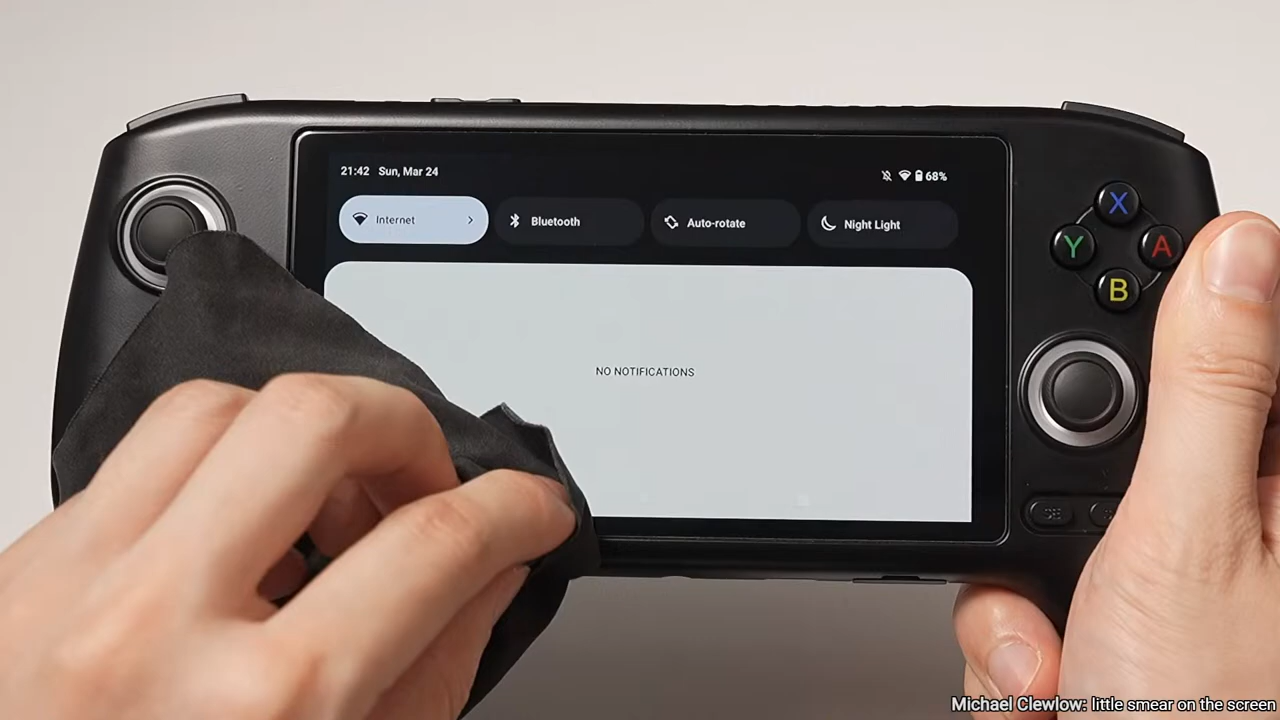 21:42 Sun, Mar 24
68%
Internet
Bluetooth
Auto-rotate
Night Light
NO NOTIFICATIONS
X
Y
A
B
Michael Clewlow: little smear on the screen